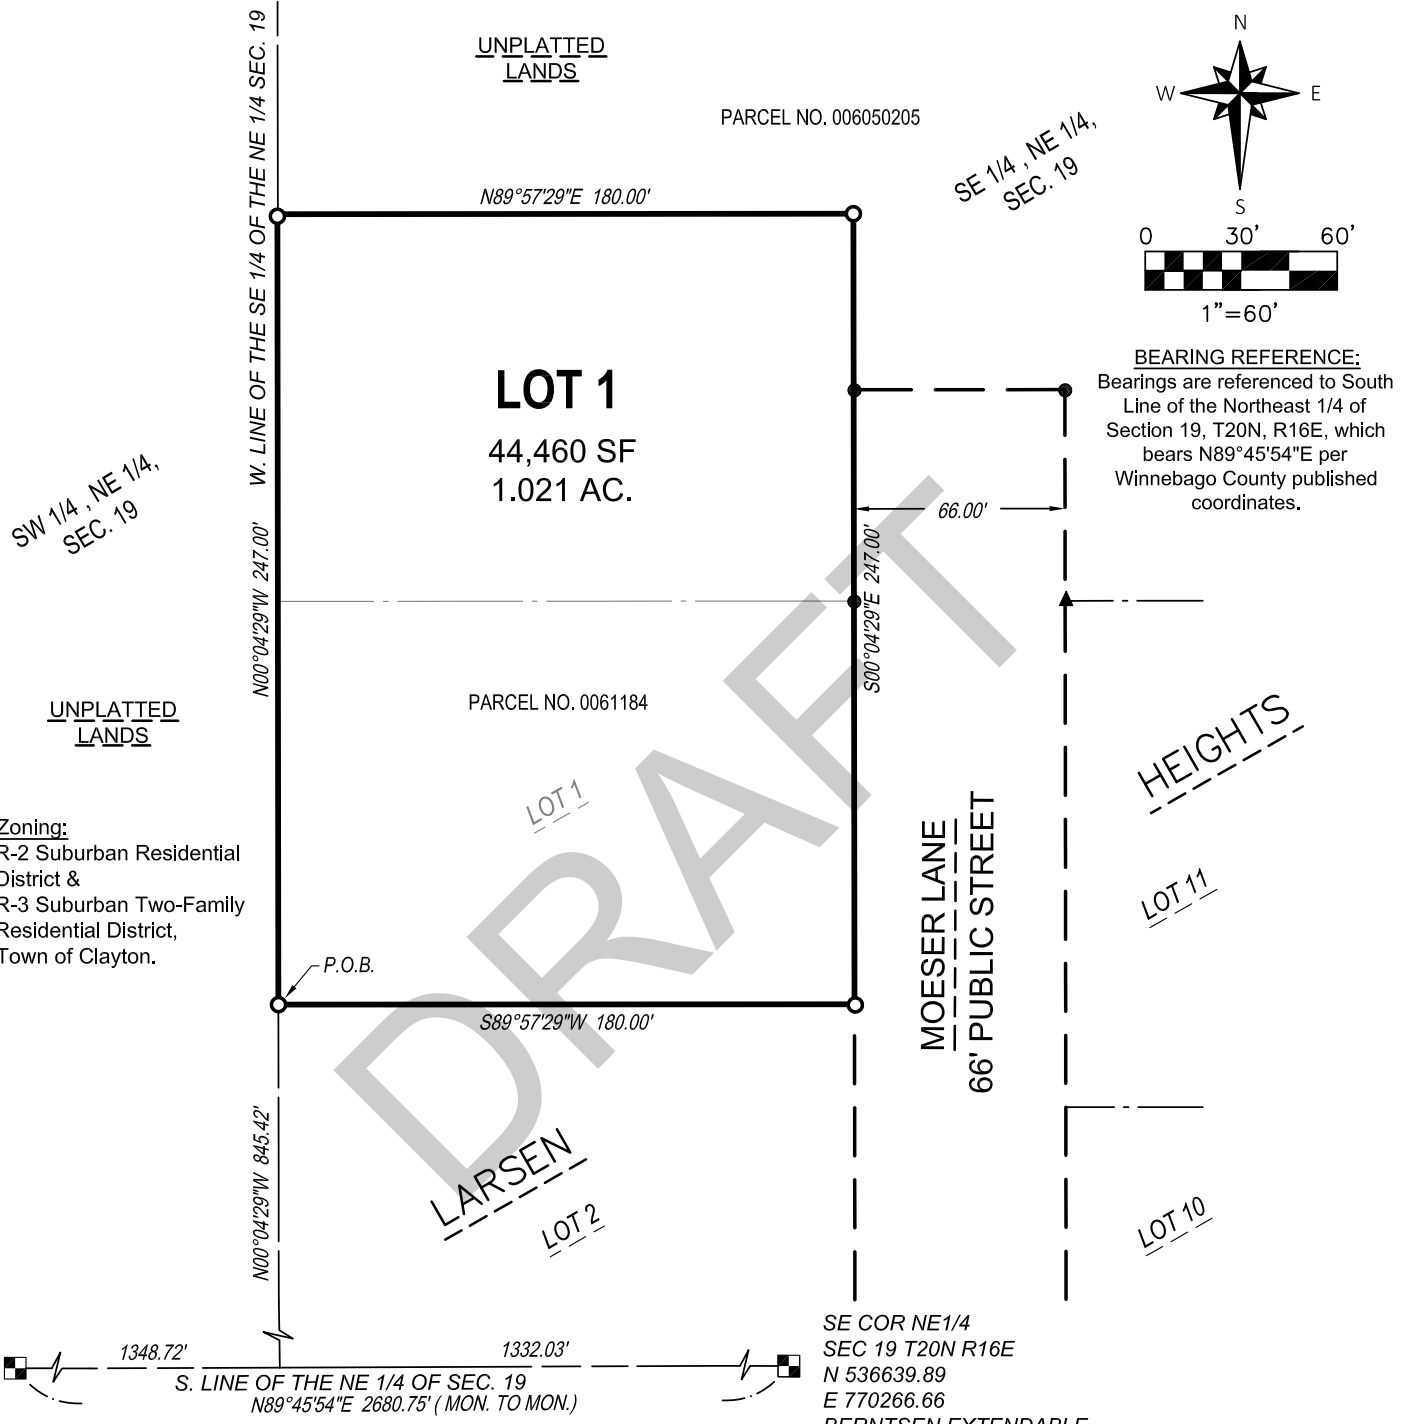 UNPLATTED
LANDS
PARCEL NO. 006050205
SE 1/4 , NE 1/4,
SEC. 19
N
W
E
S
0 30' 60'
1"=60'
W. LINE OF THE SE 1/4 OF THE NE 1/4 SEC. 19
N89°57'29"E 180.00'
BEARING REFERENCE:
Bearings are referenced to South
Line of the Northeast 1/4 of
Section 19, T20N, R16E, which
bears N89°45'54"E per
Winnebago County published
coordinates.
LOT 1
44,460 SF
1.021 AC.
SW 1/4 , NE 1/4,
SEC. 19
66.00'
N00°04'29"W 247.00'
S00°04'29"E 247.00'
PARCEL NO. 0061184
UNPLATTED
LANDS
LOT 1
HEIGHTS
Zoning:
R-2 Suburban Residential
District &
R-3 Suburban Two-Family
Residential District,
Town of Clayton.
DRAFT
MOESER LANE
66' PUBLIC STREET
LOT 11
P.O.B.
S89°57'29"W 180.00'
N00°04'29"W 845.42'
LARSEN
LOT 2
LOT 10
1348.72'
1332.03'
S. LINE OF THE NE 1/4 OF SEC. 19
N89°45'54"E 2680.75' ( MON. TO MON.)
SE COR NE1/4
SEC 19 T20N R16E
N 536639.89
E 770266.66
BERNTSEN EXTENDABLE